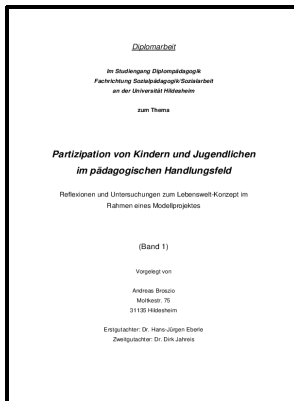 Diplomarbeit
Im Studiengang Diplompädagogik
Fachrichtung Sozialpädagogik/Sozialarbeit
an der Universität Hildesheim
zum Thema
Partizipation von Kindern und Jugendlichen
im pädagogischen Handlungsfeld
Reflexionen und Untersuchungen zum Lebenswelt-Konzept im
Rahmen eines Modellprojektes
(Band 1)
Vorgelegt von
Andreas Broszio
Moltkestr. 75
31135 Hildesheim
Erstgutachter: Dr. Hans-Jürgen Eberle
Zweitgutachter: Dr. Dirk Jahreis